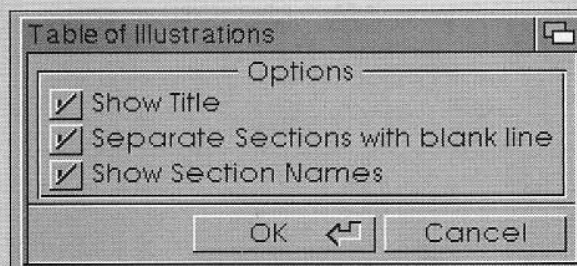 Table of Illustrations
Options
Show Title
Separate Sections with blank line
Show Section Names
OK Cancel